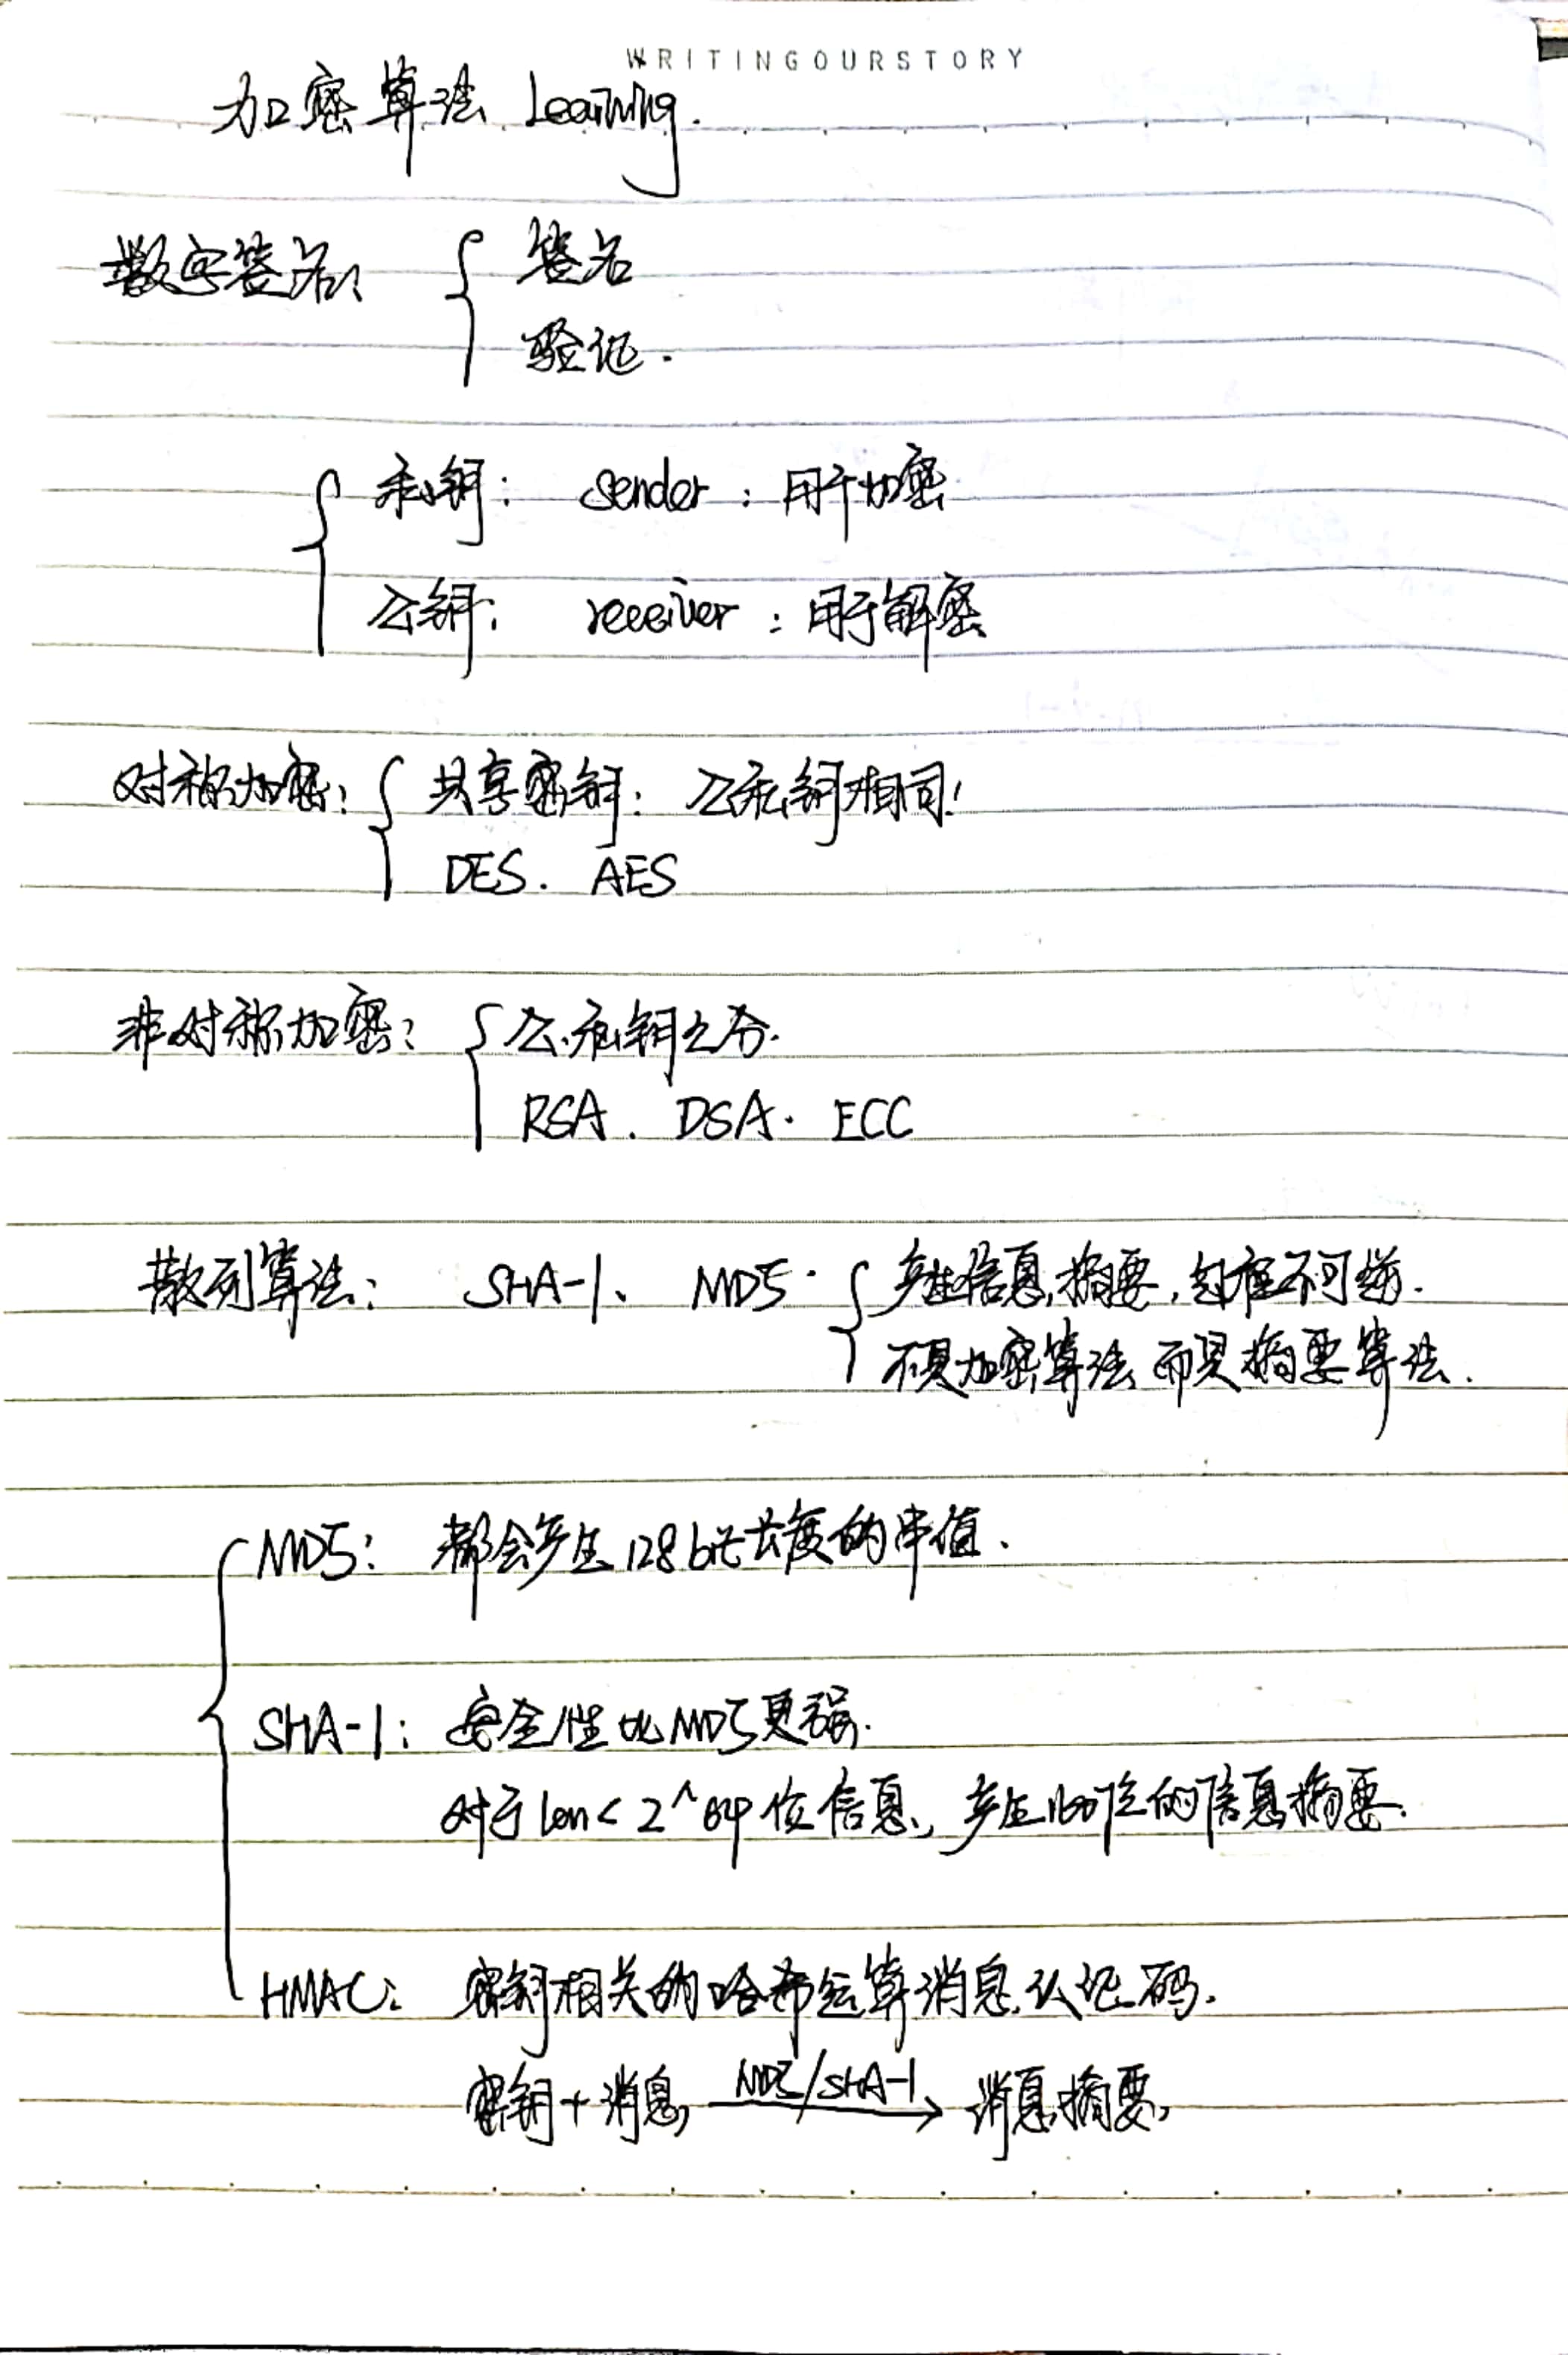 WRITINGOURSTORY
加密算法 Learning.
数字签名: 签名
验证.
私钥: sender : 用于加密
公钥: receiver : 用于解密
对称加密: 共享密钥: 公私钥相同!
DES. AES
非对称加密: 公.私钥之分.
RSA. DSA. ECC
散列算法: SHA-1、 MD5. 产生信息摘要,过程不可逆.
不是加密算法而是摘要算法.
MD5: 都会产生128bit长度的串值.
SHA-1: 安全性比MD5更强.
对于len<2^64位信息, 产生160位的信息摘要.
HMAC: 密钥相关的哈希运算消息认证码.
密钥+消息 MD5/SHA-1 → 消息摘要,